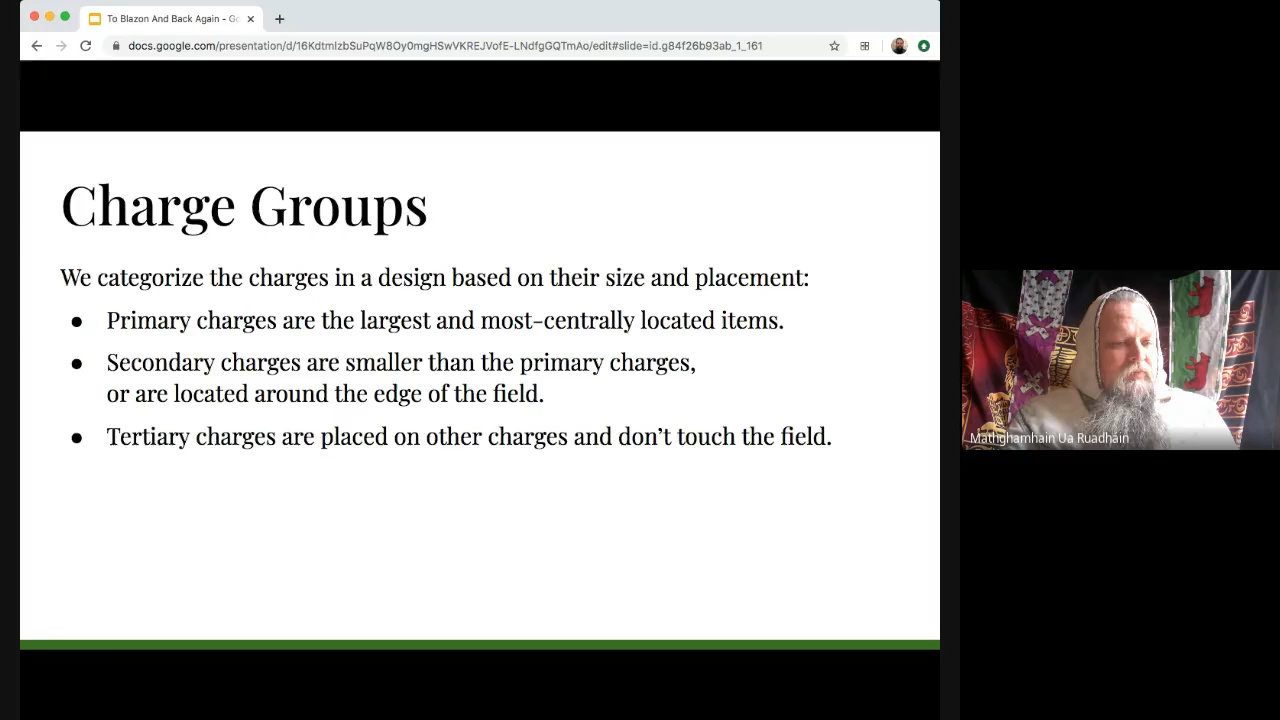 To Blazon And Back Again - Go
docs.google.com/presentation/d/16KdtmIzbSuPqW8Oy0mgHSwVKREJVofE-LNdfgGQTmAo/edit#slide=id.g84f26b93ab_1_161
Charge Groups
We categorize the charges in a design based on their size and placement:
● Primary charges are the largest and most-centrally located items.
● Secondary charges are smaller than the primary charges,
or are located around the edge of the field.
● Tertiary charges are placed on other charges and don’t touch the field.
Mathghamhain Ua Ruadháin